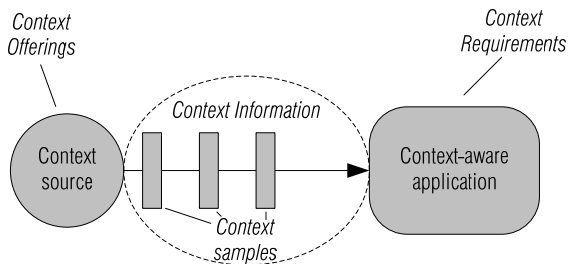 Context
Offerings
Context
Requirements
Context Information
Context
source
Context-aware
application
Context
samples